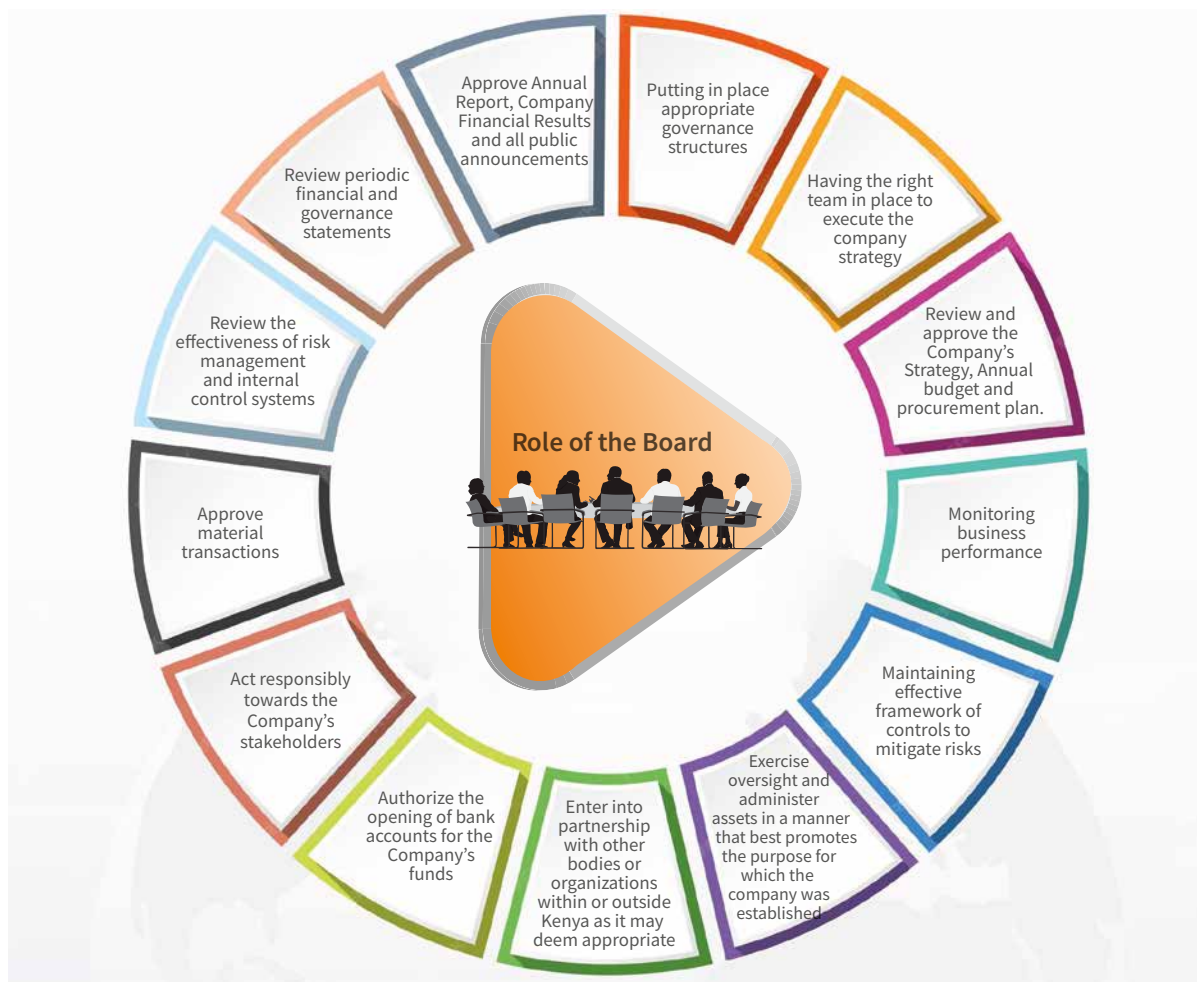 Role of the Board
Putting in place
appropriate
governance
structures
Having the right
team in place to
execute the
company
strategy
Review and
approve the
Company's
Strategy, Annual
budget and
procurement plan.
Monitoring
business
performance
Maintaining
effective
framework of
controls to
mitigate risks
Exercise
oversight and
administer
assets in a manner
that best promotes
the purpose for
which the
company was
established
Enter into
partnership
with other
bodies or
organizations
within or outside
Kenya as it may
deem appropriate
Authorize the
opening of bank
accounts for the
Company's
funds
Act responsibly
towards the
Company's
stakeholders
Approve
material
transactions
Review the
effectiveness of risk
management
and internal
control systems
Review periodic
financial and
governance
statements
Approve Annual
Report, Company
Financial Results
and all public
announcements